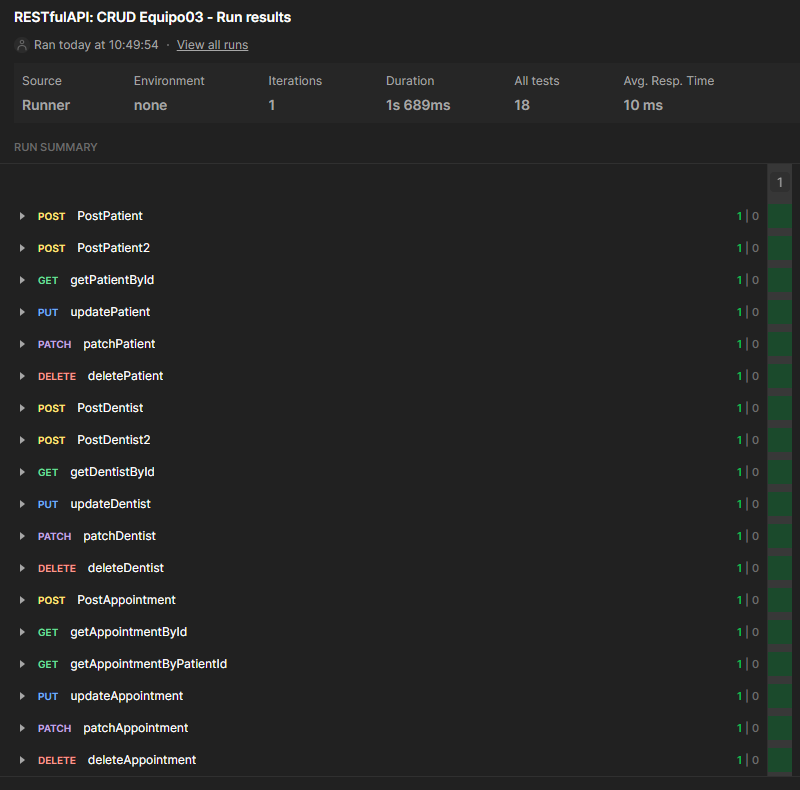 RESTfulAPI: CRUD Equipo03 - Run results
Ran today at 10:49:54 · View all runs
Source Environment Iterations Duration All tests Avg. Resp. Time
Runner none 1 1s 689ms 18 10 ms
RUN SUMMARY
1
POST PostPatient 1 | 0
POST PostPatient2 1 | 0
GET getPatientById 1 | 0
PUT updatePatient 1 | 0
PATCH patchPatient 1 | 0
DELETE deletePatient 1 | 0
POST PostDentist 1 | 0
POST PostDentist2 1 | 0
GET getDentistById 1 | 0
PUT updateDentist 1 | 0
PATCH patchDentist 1 | 0
DELETE deleteDentist 1 | 0
POST PostAppointment 1 | 0
GET getAppointmentById 1 | 0
GET getAppointmentByPatientId 1 | 0
PUT updateAppointment 1 | 0
PATCH patchAppointment 1 | 0
DELETE deleteAppointment 1 | 0